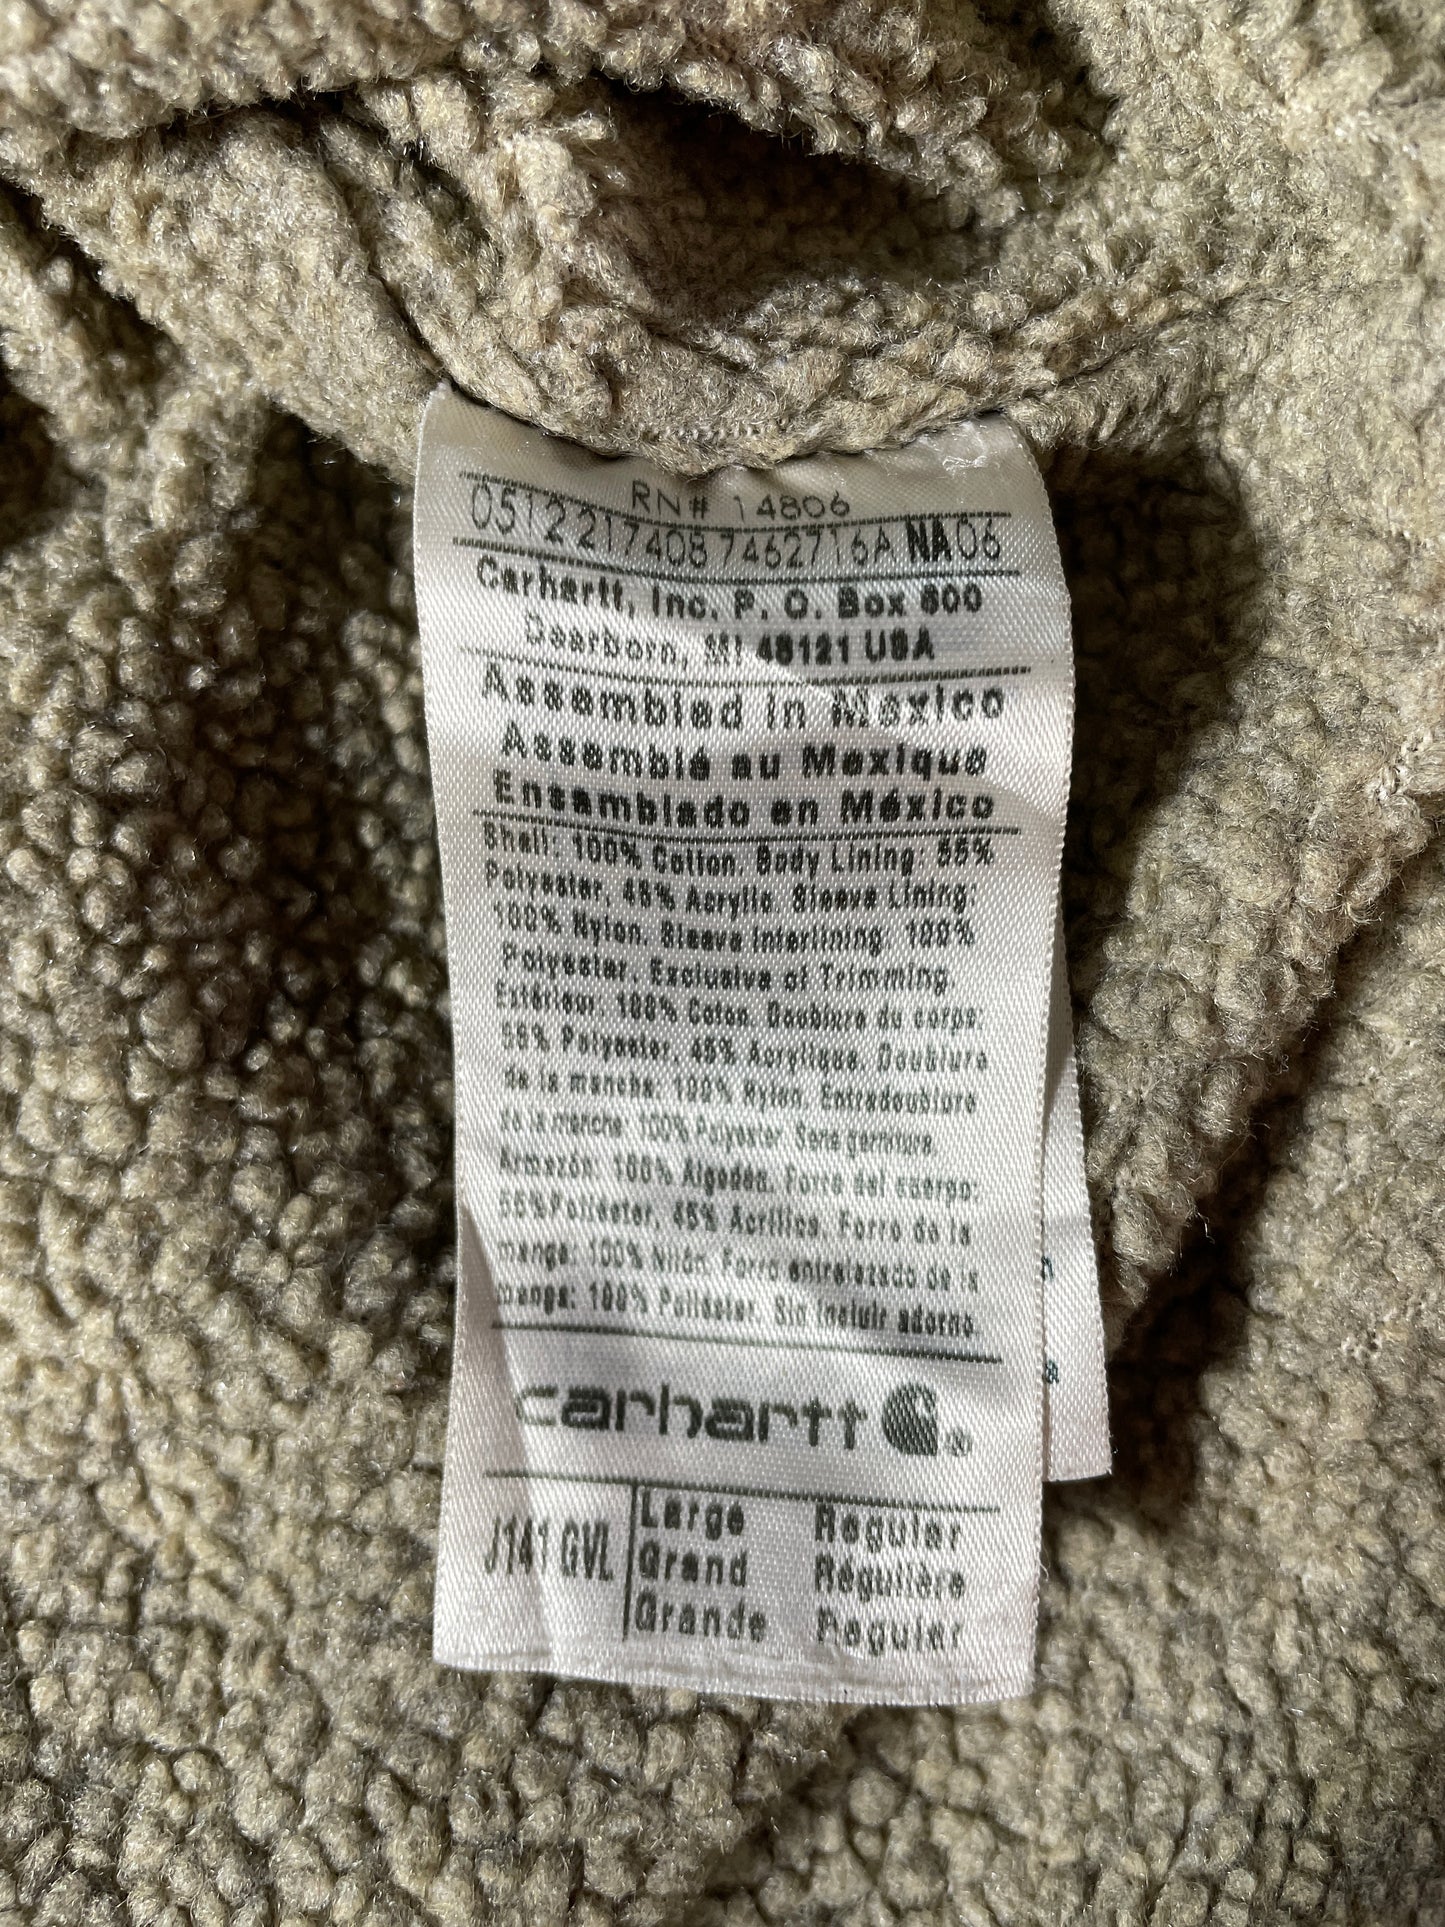 RN# 14806
0512217408 7462716A NA06
Carhartt, Inc. P. O. Box 600
Dearborn, MI 48121 USA
Assembled in Mexico
Assemblé au Mexique
Ensamblado en México
Shell: 100% Cotton. Body Lining: 55%
Polyester, 45% Acrylic. Sleeve Lining:
100% Nylon. Sleeve Interlining: 100%
Polyester. Exclusive of Trimming.
Extérieur: 100% Coton. Doublure du corps:
55% Polyester, 45% Acrylique. Doublure
de la manche: 100% Nylon. Entredoublure
de la manche: 100% Polyester. Sans garniture.
Armazón: 100% Algodón. Forro del cuerpo:
55% Poliéster, 45% Acrílico. Forro de la
manga: 100% Nilón. Forro entrelazado de la
manga: 100% Poliéster. Sin incluir adorno.
carhartt ®
J141 GVL
Large Regular
Grand Régulière
Grande Regular